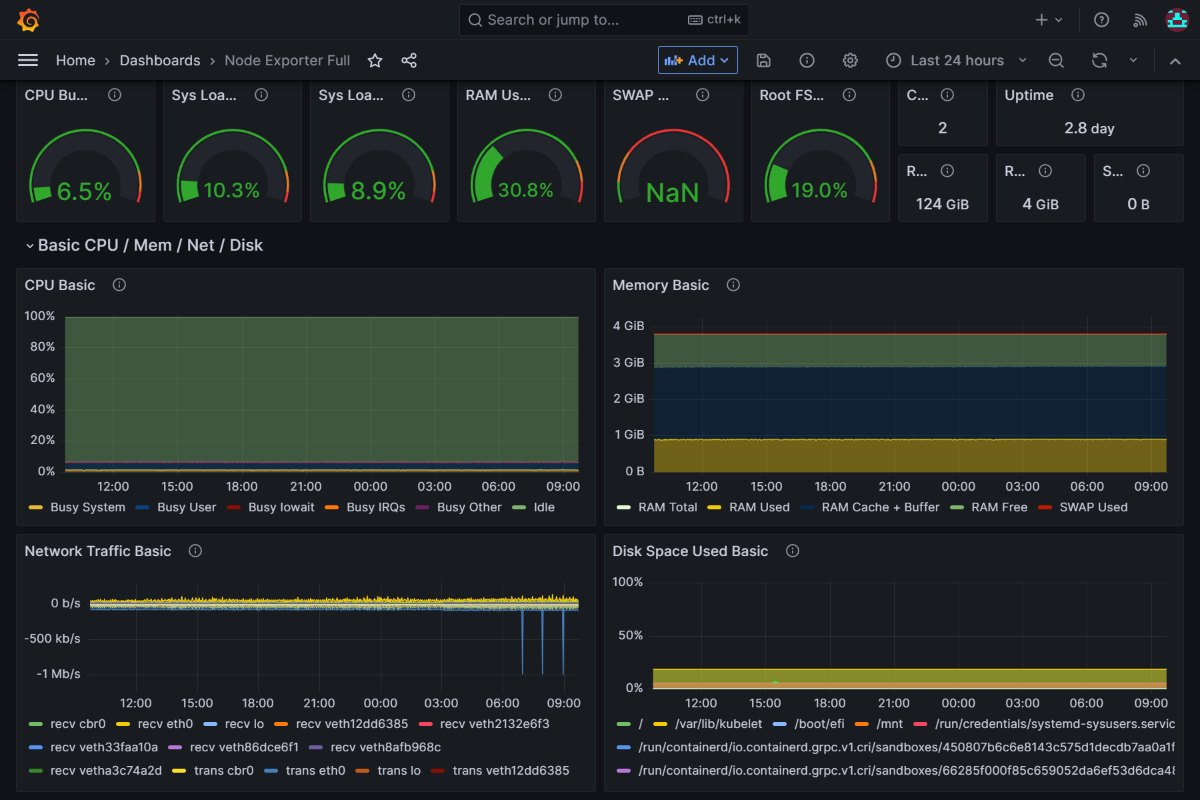 Search or jump to... ctrl+k
Home › Dashboards › Node Exporter Full Add Last 24 hours
CPU Bu... Sys Loa... Sys Loa... RAM Us... SWAP ... Root FS... C... Uptime
2 2.8 day
6.5% 10.3% 8.9% 30.8% NaN 19.0%
R... R... S...
124 GiB 4 GiB 0 B
Basic CPU / Mem / Net / Disk
CPU Basic
100%
80%
60%
40%
20%
0%
12:00 15:00 18:00 21:00 00:00 03:00 06:00 09:00
Busy System Busy User Busy Iowait Busy IRQs Busy Other Idle
Memory Basic
4 GiB
3 GiB
2 GiB
1 GiB
0 B
12:00 15:00 18:00 21:00 00:00 03:00 06:00 09:00
RAM Total RAM Used RAM Cache + Buffer RAM Free SWAP Used
Network Traffic Basic
0 b/s
-500 kb/s
-1 Mb/s
12:00 15:00 18:00 21:00 00:00 03:00 06:00 09:00
recv cbr0 recv eth0 recv lo recv veth12dd6385 recv veth2132e6f3
recv veth33faa10a recv veth86dce6f1 recv veth8afb968c
recv vetha3c74a2d trans cbr0 trans eth0 trans lo trans veth12dd6385
Disk Space Used Basic
100%
50%
0%
12:00 15:00 18:00 21:00 00:00 03:00 06:00 09:00
/ /var/lib/kubelet /boot/efi /mnt /run/credentials/systemd-sysusers.servic
/run/containerd/io.containerd.grpc.v1.cri/sandboxes/450807b6c6e8143c575d1decdb7aa0a1f
/run/containerd/io.containerd.grpc.v1.cri/sandboxes/66285f000f85c659052da6ef53d6dca48